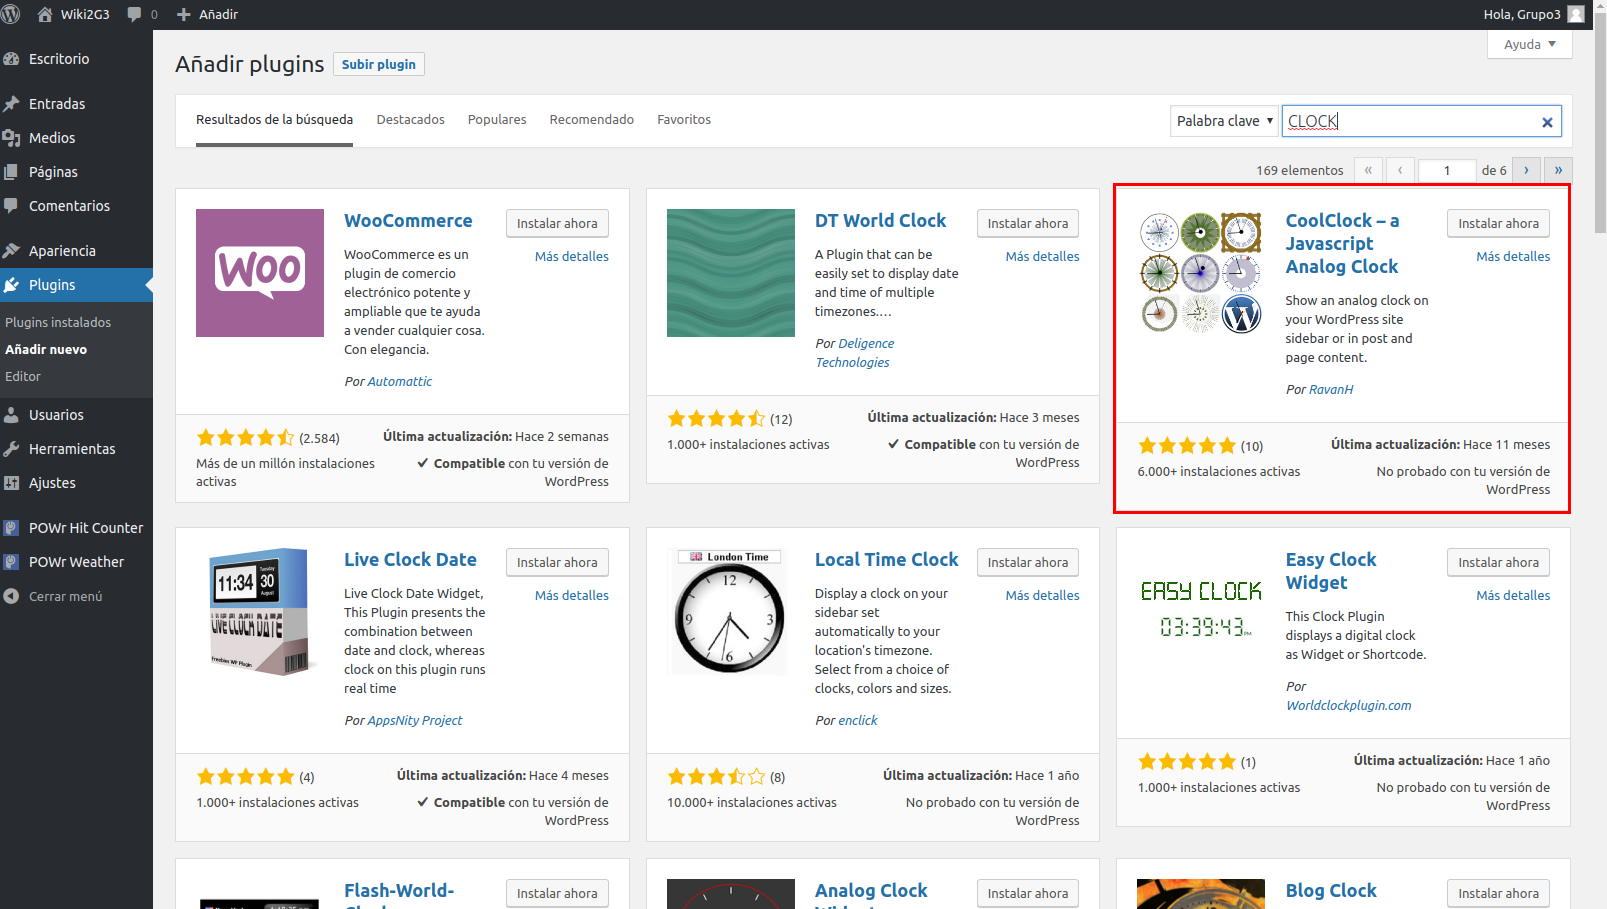 Wiki2G3
0
Añadir
Hola, Grupo3
Ayuda
Escritorio
Entradas
Medios
Páginas
Comentarios
Apariencia
Plugins
Plugins instalados
Añadir nuevo
Editor
Usuarios
Herramientas
Ajustes
POWr Hit Counter
POWr Weather
Cerrar menú
Añadir plugins
Subir plugin
Resultados de la búsqueda
Destacados
Populares
Recomendado
Favoritos
Palabra clave
CLOCK
169 elementos
«
‹
1
de 6
›
»
WOO
WooCommerce
Instalar ahora
Más detalles
WooCommerce es un
plugin de comercio
electrónico potente y
ampliable que te ayuda
a vender cualquier cosa.
Con elegancia.
Por Automattic
(2.584)
Última actualización: Hace 2 semanas
Más de un millón instalaciones
activas
Compatible con tu versión de
WordPress
DT World Clock
Instalar ahora
Más detalles
A Plugin that can be
easily set to display date
and time of multiple
timezones.…
Por Deligence
Technologies
(12)
Última actualización: Hace 3 meses
1.000+ instalaciones activas
Compatible con tu versión de
WordPress
CoolClock – a
Javascript
Analog Clock
Instalar ahora
Más detalles
Show an analog clock on
your WordPress site
sidebar or in post and
page content.
Por RavanH
(10)
Última actualización: Hace 11 meses
6.000+ instalaciones activas
No probado con tu versión de
WordPress
11:34
Tuesday
30
August
LIVE CLOCK DATE
Freebies WP Plugin
Live Clock Date
Instalar ahora
Más detalles
Live Clock Date Widget,
This Plugin presents the
combination between
date and clock, whereas
clock on this plugin runs
real time
Por AppsNity Project
(4)
Última actualización: Hace 4 meses
1.000+ instalaciones activas
Compatible con tu versión de
WordPress
London Time
12
9
3
6
Local Time Clock
Instalar ahora
Más detalles
Display a clock on your
sidebar set
automatically to your
location's timezone.
Select from a choice of
clocks, colors and sizes.
Por enclick
(8)
Última actualización: Hace 1 año
10.000+ instalaciones activas
No probado con tu versión de
WordPress
EASY CLOCK
03:39:43 PM
Easy Clock
Widget
Instalar ahora
Más detalles
This Clock Plugin
displays a digital clock
as Widget or Shortcode.
Por
Worldclockplugin.com
(1)
Última actualización: Hace 1 año
1.000+ instalaciones activas
No probado con tu versión de
WordPress
Flash-World-
Instalar ahora
Analog Clock
Instalar ahora
Blog Clock
Instalar ahora